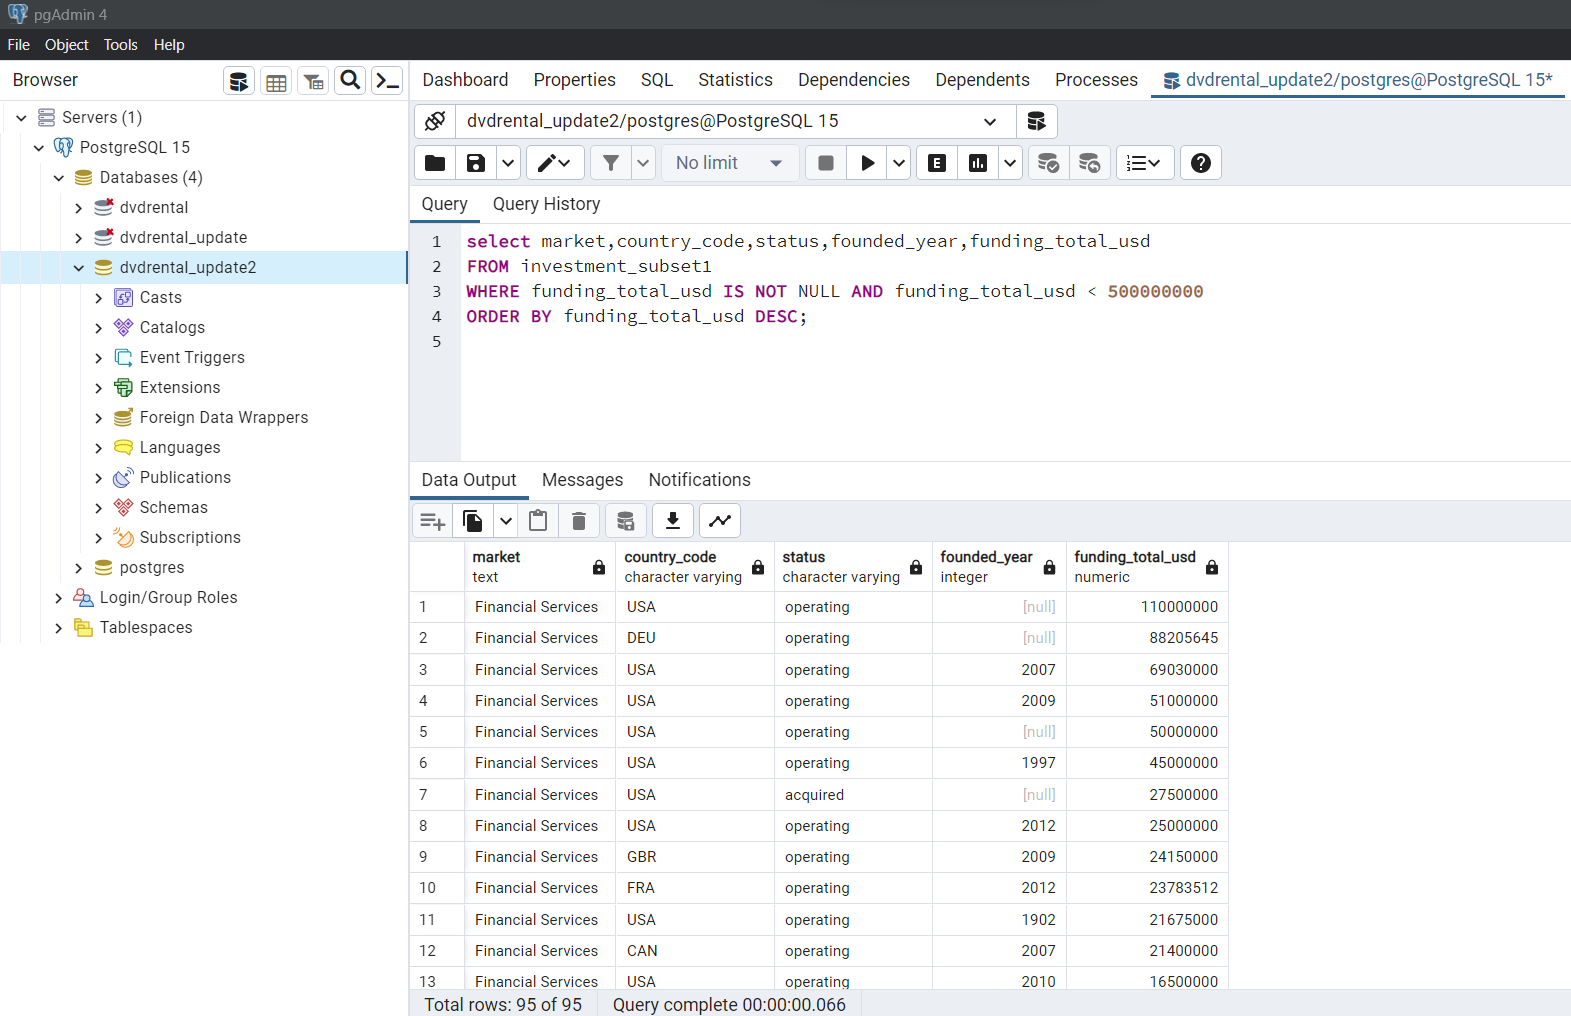 pgAdmin 4
File Object Tools Help
Browser
Dashboard Properties SQL Statistics Dependencies Dependents Processes dvdrental_update2/postgres@PostgreSQL 15*
Servers (1)
PostgreSQL 15
Databases (4)
dvdrental
dvdrental_update
dvdrental_update2
Casts
Catalogs
Event Triggers
Extensions
Foreign Data Wrappers
Languages
Publications
Schemas
Subscriptions
postgres
Login/Group Roles
Tablespaces
dvdrental_update2/postgres@PostgreSQL 15
No limit
E
Query Query History
1 select market,country_code,status,founded_year,funding_total_usd
2 FROM investment_subset1
3 WHERE funding_total_usd IS NOT NULL AND funding_total_usd < 500000000
4 ORDER BY funding_total_usd DESC;
5
Data Output Messages Notifications
market country_code status founded_year funding_total_usd
text character varying character varying integer numeric
1 Financial Services USA operating [null] 110000000
2 Financial Services DEU operating [null] 88205645
3 Financial Services USA operating 2007 69030000
4 Financial Services USA operating 2009 51000000
5 Financial Services USA operating [null] 50000000
6 Financial Services USA operating 1997 45000000
7 Financial Services USA acquired [null] 27500000
8 Financial Services USA operating 2012 25000000
9 Financial Services GBR operating 2009 24150000
10 Financial Services FRA operating 2012 23783512
11 Financial Services USA operating 1902 21675000
12 Financial Services CAN operating 2007 21400000
13 Financial Services USA operating 2010 16500000
Total rows: 95 of 95 Query complete 00:00:00.066